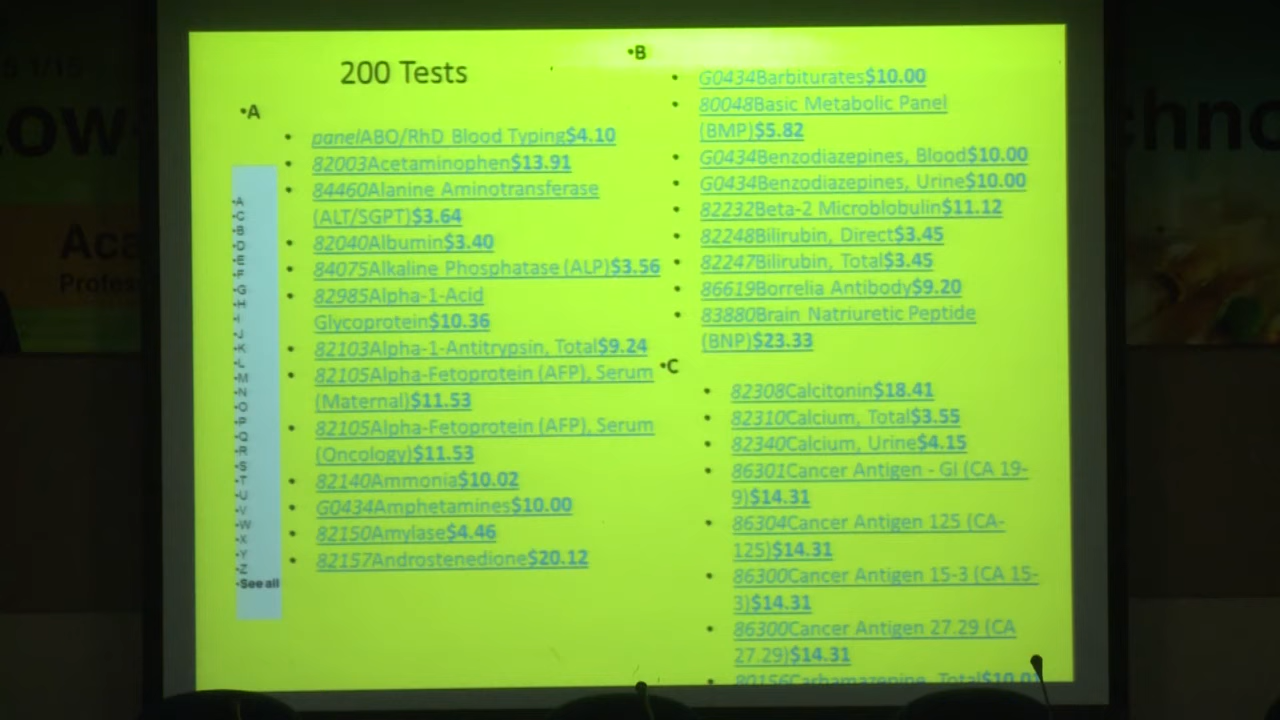 200 Tests
•A
• panelABO/RhD Blood Typing$4.10
• 82003Acetaminophen$13.91
• 84460Alanine Aminotransferase
(ALT/SGPT)$3.64
• 82040Albumin$3.40
• 84075Alkaline Phosphatase (ALP)$3.56
• 82985Alpha-1-Acid
Glycoprotein$10.36
• 82103Alpha-1-Antitrypsin, Total$9.24
• 82105Alpha-Fetoprotein (AFP), Serum
(Maternal)$11.53
• 82105Alpha-Fetoprotein (AFP), Serum
(Oncology)$11.53
• 82140Ammonia$10.02
• G0434Amphetamines$10.00
• 82150Amylase$4.46
• 82157Androstenedione$20.12
•A
•C
•B
•D
•E
•F
•G
•H
•I
•J
•K
•L
•M
•N
•O
•P
•Q
•R
•S
•T
•U
•V
•W
•X
•Y
•Z
•See all
•B
• G0434Barbiturates$10.00
• 80048Basic Metabolic Panel
(BMP)$5.82
• G0434Benzodiazepines, Blood$10.00
• G0434Benzodiazepines, Urine$10.00
• 82232Beta-2 Microblobulin$11.12
• 82248Bilirubin, Direct$3.45
• 82247Bilirubin, Total$3.45
• 86619Borrelia Antibody$9.20
• 83880Brain Natriuretic Peptide
(BNP)$23.33
•C
• 82308Calcitonin$18.41
• 82310Calcium, Total$3.55
• 82340Calcium, Urine$4.15
• 86301Cancer Antigen - GI (CA 19-
9)$14.31
• 86304Cancer Antigen 125 (CA-
125)$14.31
• 86300Cancer Antigen 15-3 (CA 15-
3)$14.31
• 86300Cancer Antigen 27.29 (CA
27.29)$14.31
• 80156Carbamazepine, Total